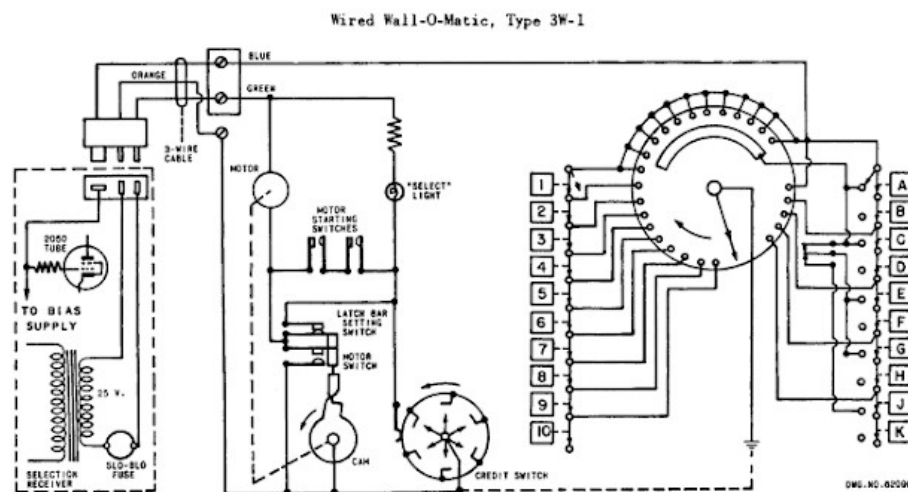 Wired Wall-O-Matic, Type 3W-1
BLUE
ORANGE
GREEN
3-WIRE
CABLE
MOTOR
"SELECT"
LIGHT
MOTOR
STARTING
SWITCHES
2050
TUBE
TO BIAS
SUPPLY
LATCH BAR
SETTING
SWITCH
MOTOR
SWITCH
25 V.
SLO-BLO
FUSE
SELECTION
RECEIVER
CAM
CREDIT SWITCH
1
2
3
4
5
6
7
8
9
10
A
B
C
D
E
F
G
H
J
K